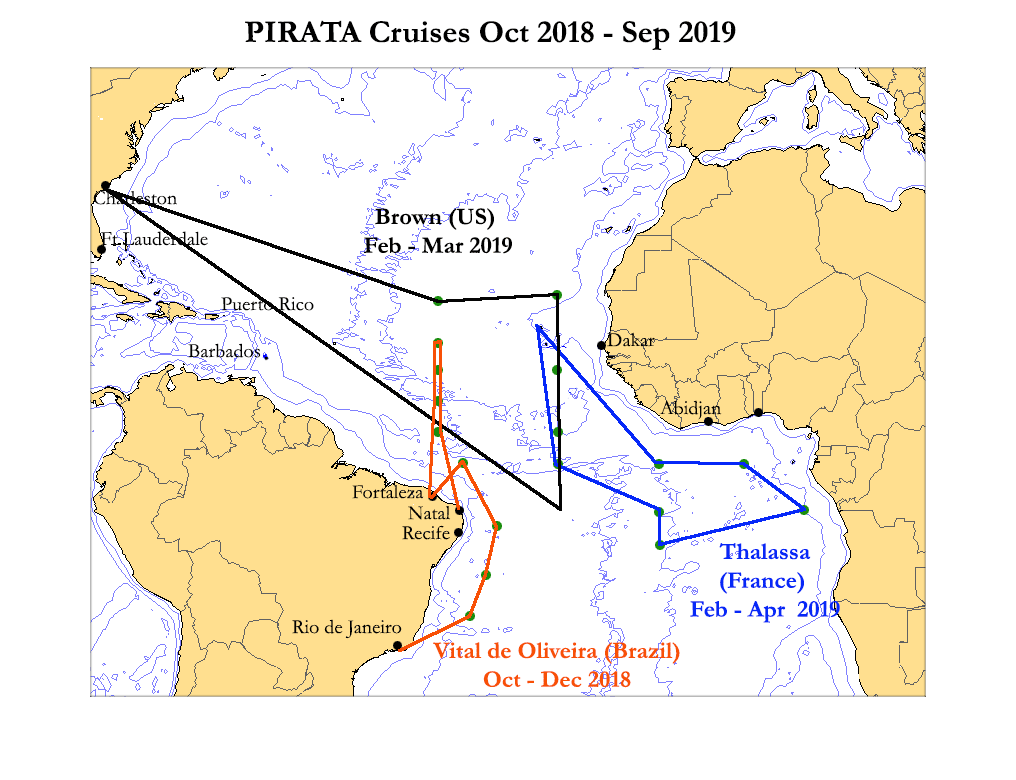 PIRATA Cruises Oct 2018 - Sep 2019
Charleston
Brown (US)
Feb - Mar 2019
Ft.Lauderdale
Puerto Rico
Dakar
Barbados
Abidjan
Fortaleza
Natal
Recife
Thalassa
(France)
Feb - Apr 2019
Rio de Janeiro
Vital de Oliveira (Brazil)
Oct - Dec 2018